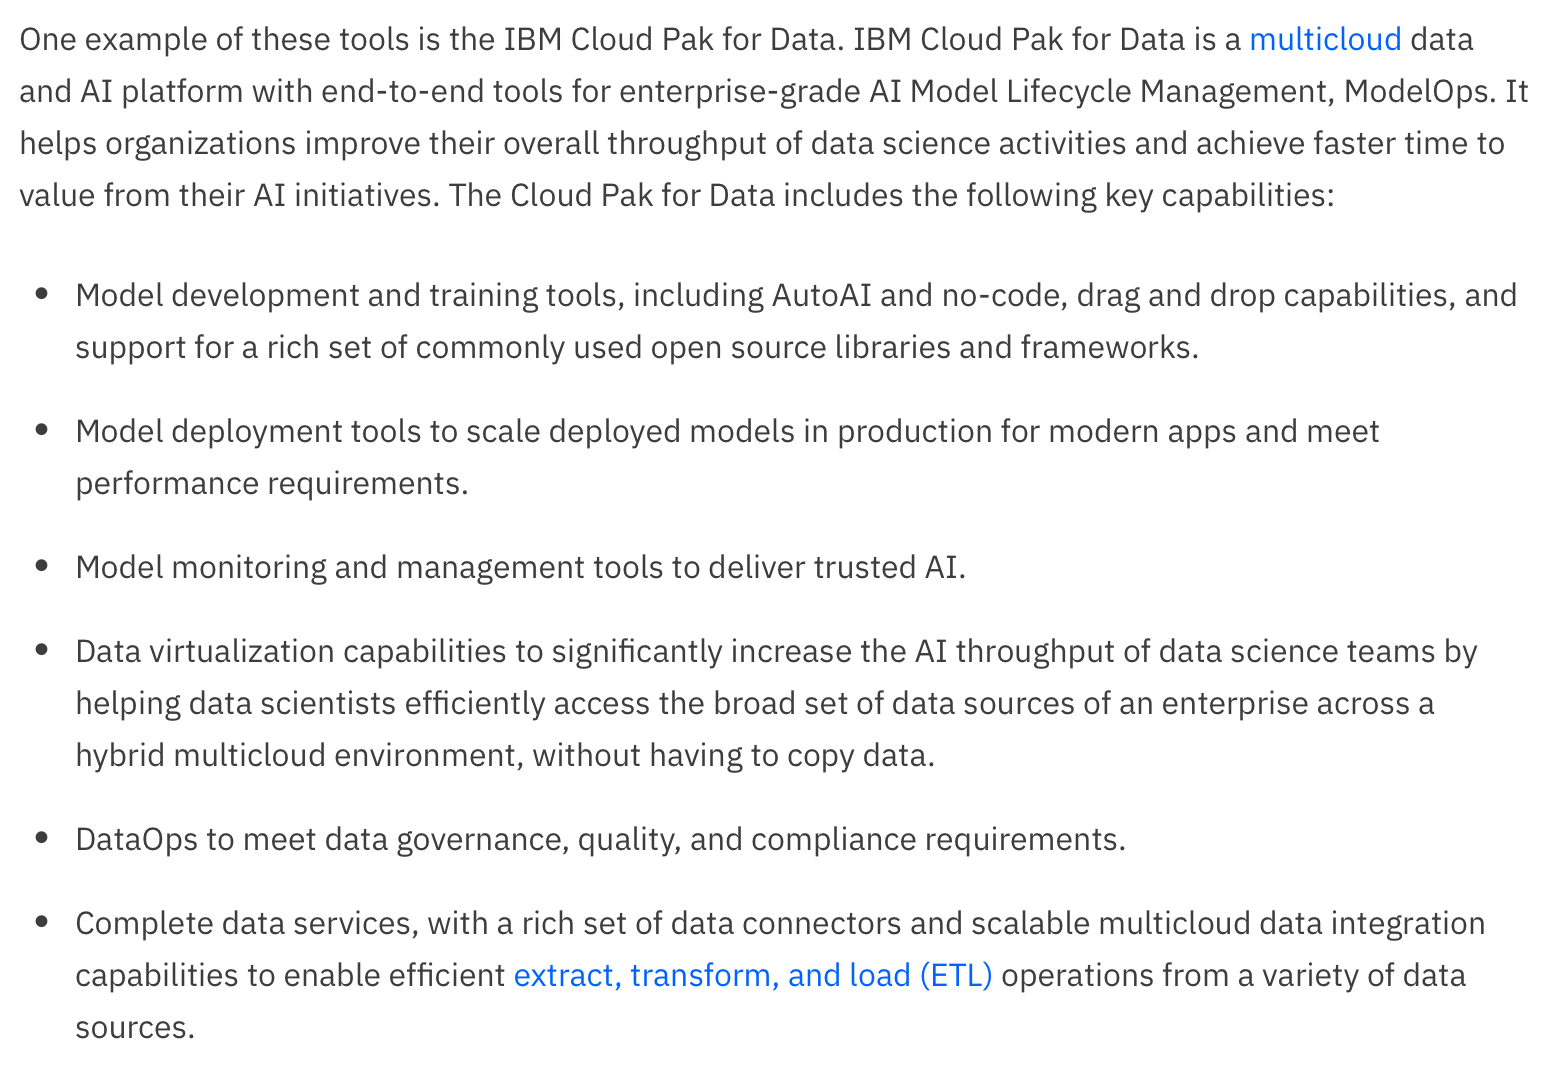 One example of these tools is the IBM Cloud Pak for Data. IBM Cloud Pak for Data is a multicloud data
and AI platform with end-to-end tools for enterprise-grade AI Model Lifecycle Management, ModelOps. It
helps organizations improve their overall throughput of data science activities and achieve faster time to
value from their AI initiatives. The Cloud Pak for Data includes the following key capabilities:
• Model development and training tools, including AutoAI and no-code, drag and drop capabilities, and
support for a rich set of commonly used open source libraries and frameworks.
• Model deployment tools to scale deployed models in production for modern apps and meet
performance requirements.
• Model monitoring and management tools to deliver trusted AI.
• Data virtualization capabilities to significantly increase the AI throughput of data science teams by
helping data scientists efficiently access the broad set of data sources of an enterprise across a
hybrid multicloud environment, without having to copy data.
• DataOps to meet data governance, quality, and compliance requirements.
• Complete data services, with a rich set of data connectors and scalable multicloud data integration
capabilities to enable efficient extract, transform, and load (ETL) operations from a variety of data
sources.